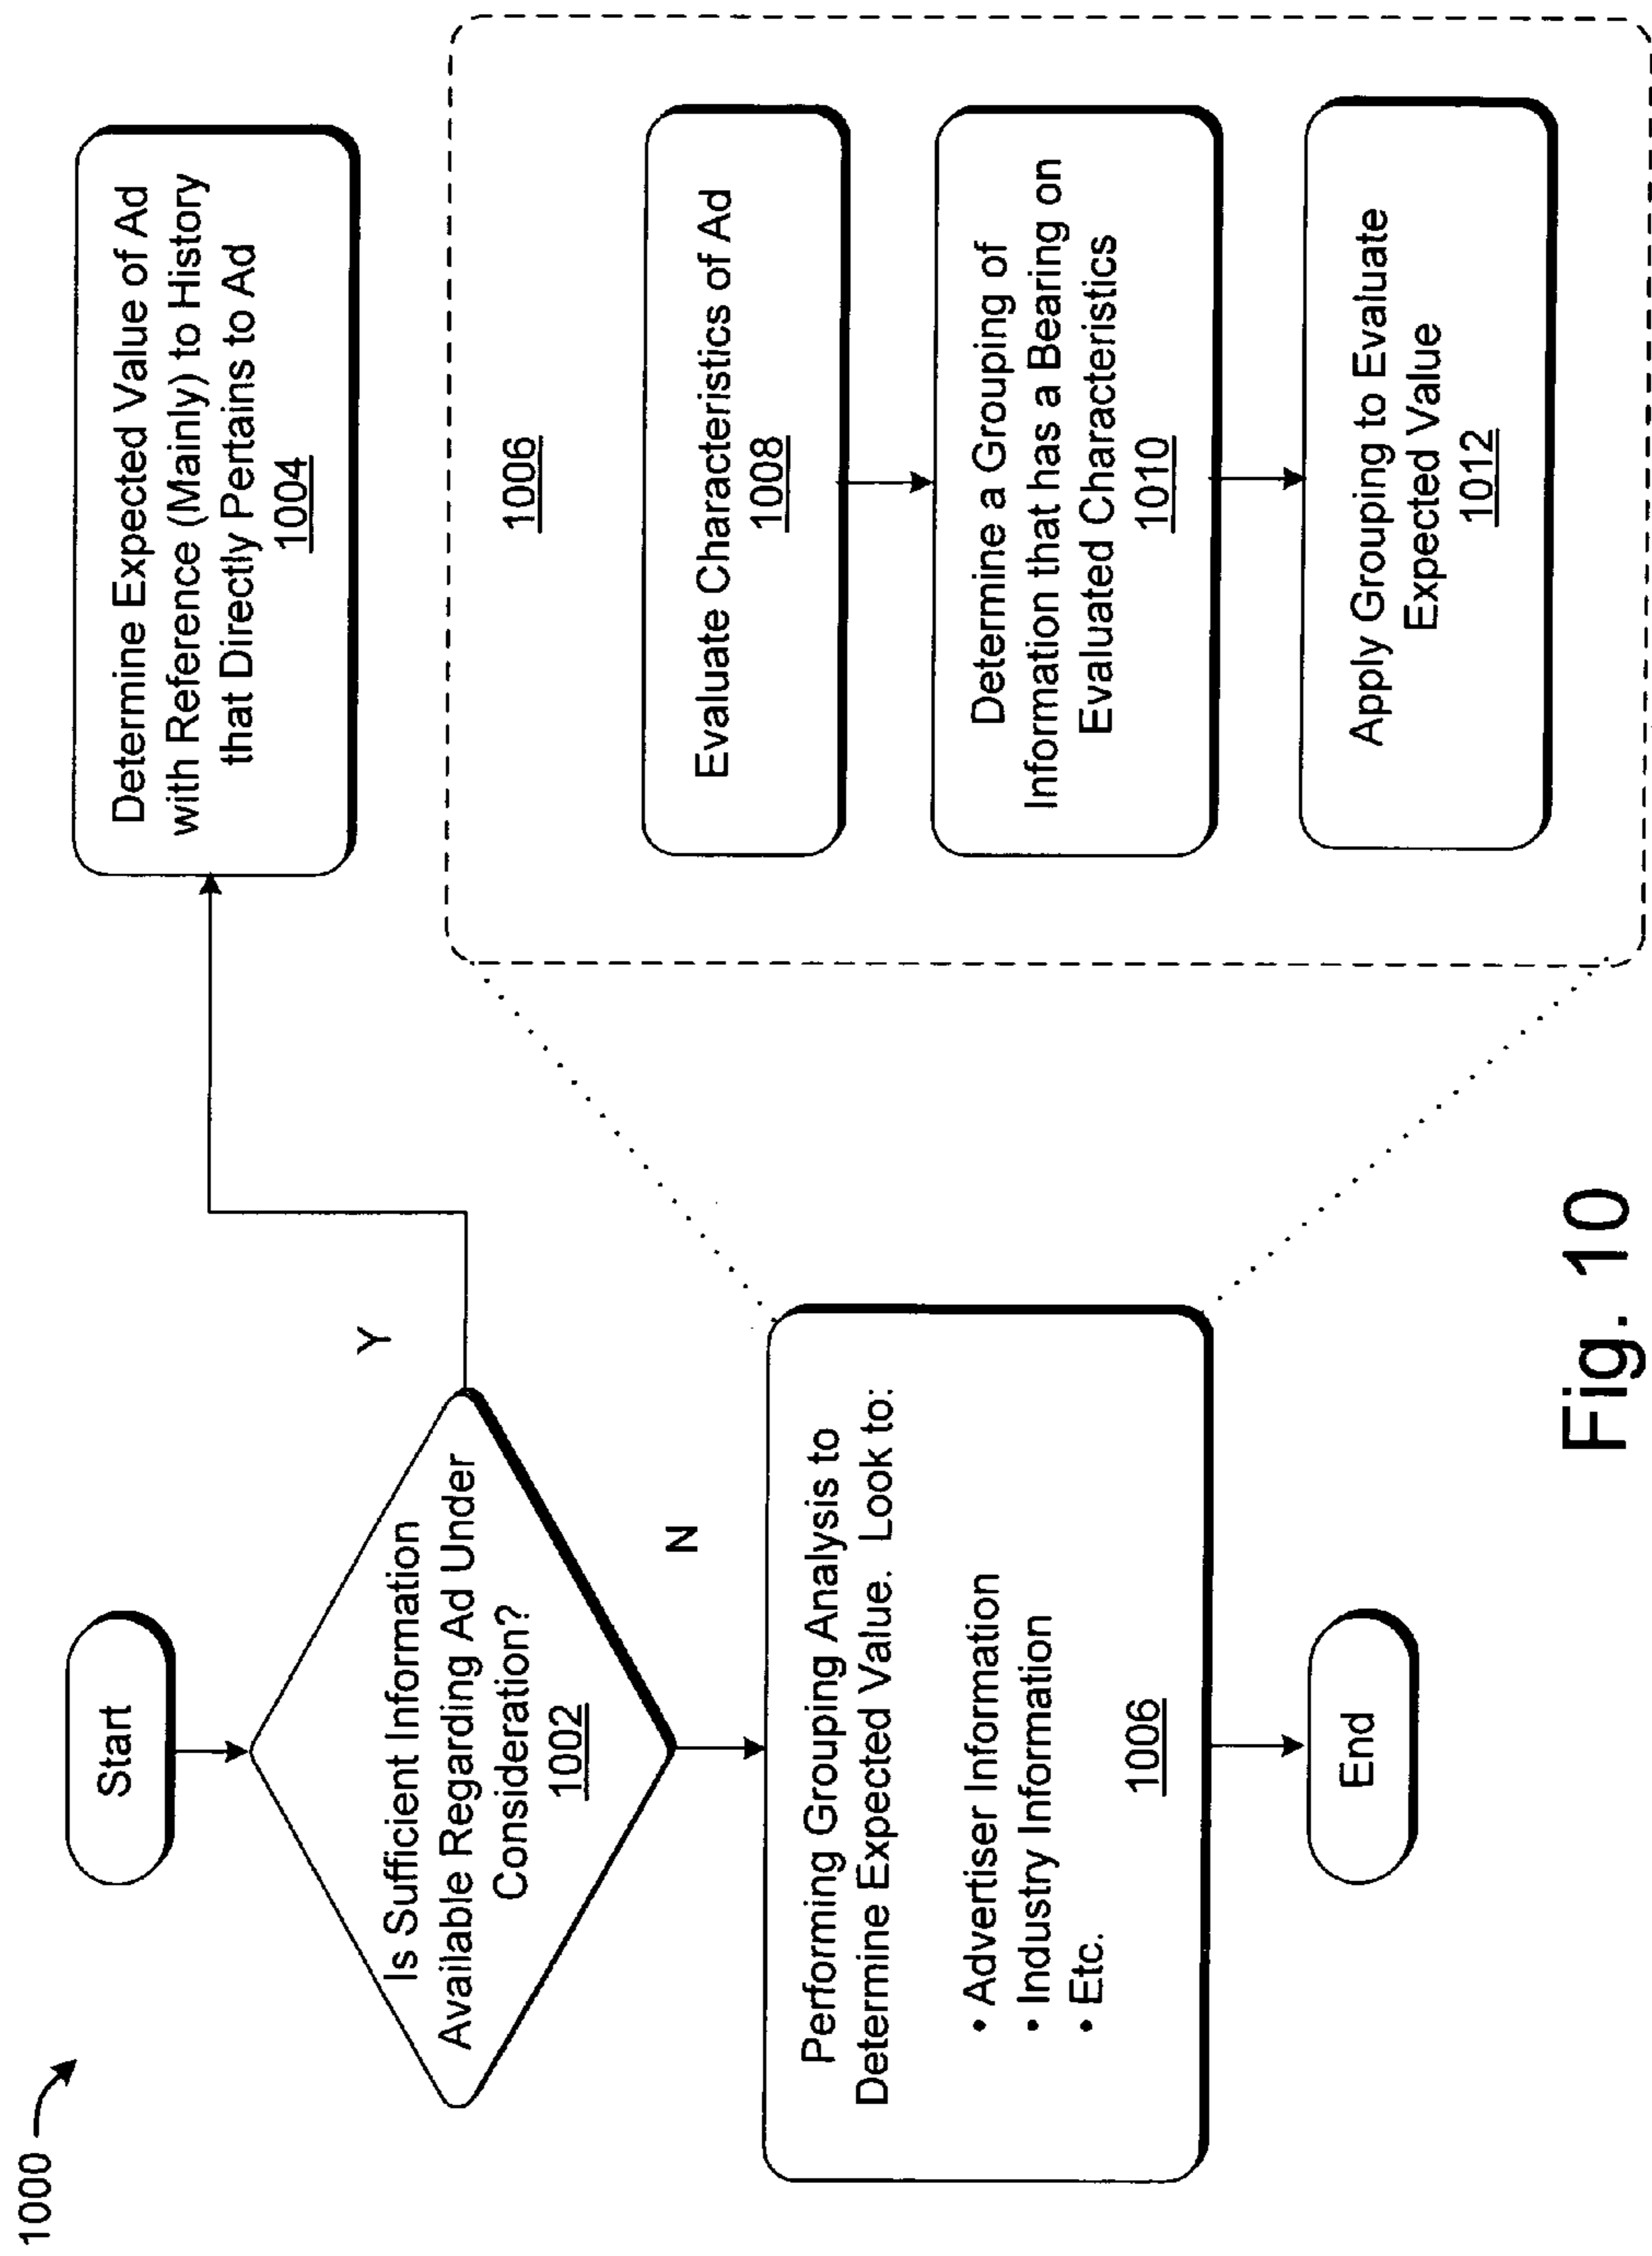 1000
Start
Is Sufficient Information
Available Regarding Ad Under
Consideration?
1002
Y
N
Determine Expected Value of Ad
with Reference (Mainly) to History
that Directly Pertains to Ad
1004
Performing Grouping Analysis to
Determine Expected Value. Look to:
• Advertiser Information
• Industry Information
• Etc.
1006
End
1006
Evaluate Characteristics of Ad
1008
Determine a Grouping of
Information that has a Bearing on
Evaluated Characteristics
1010
Apply Grouping to Evaluate
Expected Value
1012
Fig. 10